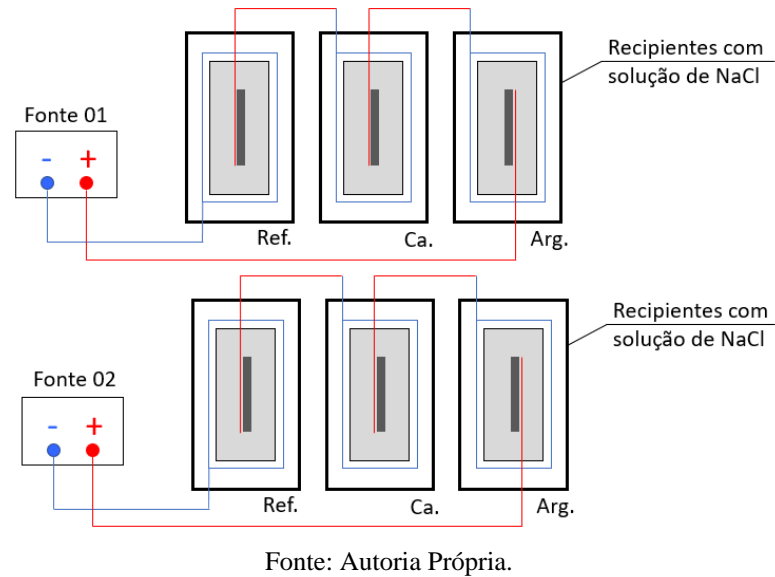 Recipientes com
solução de NaCl
Fonte 01
- +
Ref.
Ca.
Arg.
Recipientes com
solução de NaCl
Fonte 02
- +
Ref.
Ca.
Arg.
Fonte: Autoria Própria.